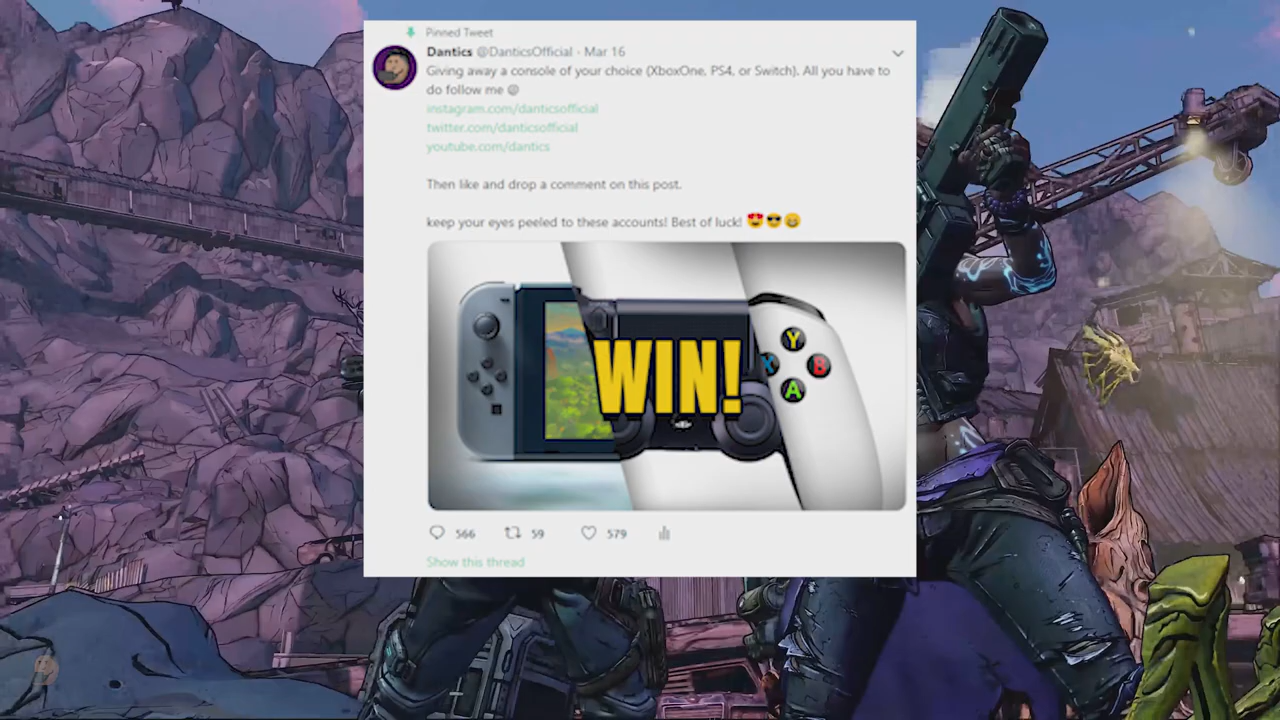 Pinned Tweet
Dantics @DanticsOfficial · Mar 16
Giving away a console of your choice (XboxOne, PS4, or Switch). All you have to
do follow me
instagram.com/danticsofficial
twitter.com/danticsofficial
youtube.com/dantics
Then like and drop a comment on this post.
keep your eyes peeled to these accounts! Best of luck! 😍😎😄
WIN!
Y
X B
A
566 59 579
Show this thread